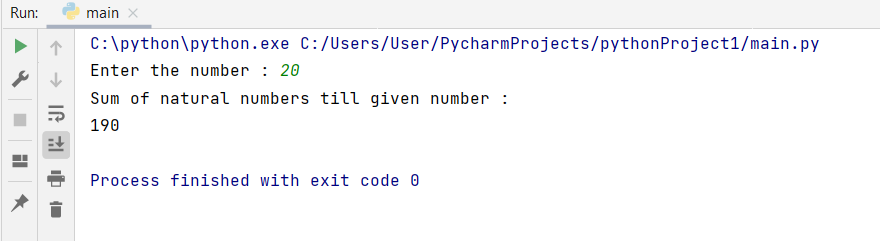 Run: main
C:\python\python.exe C:/Users/User/PycharmProjects/pythonProject1/main.py
Enter the number : 20
Sum of natural numbers till given number :
190
Process finished with exit code 0